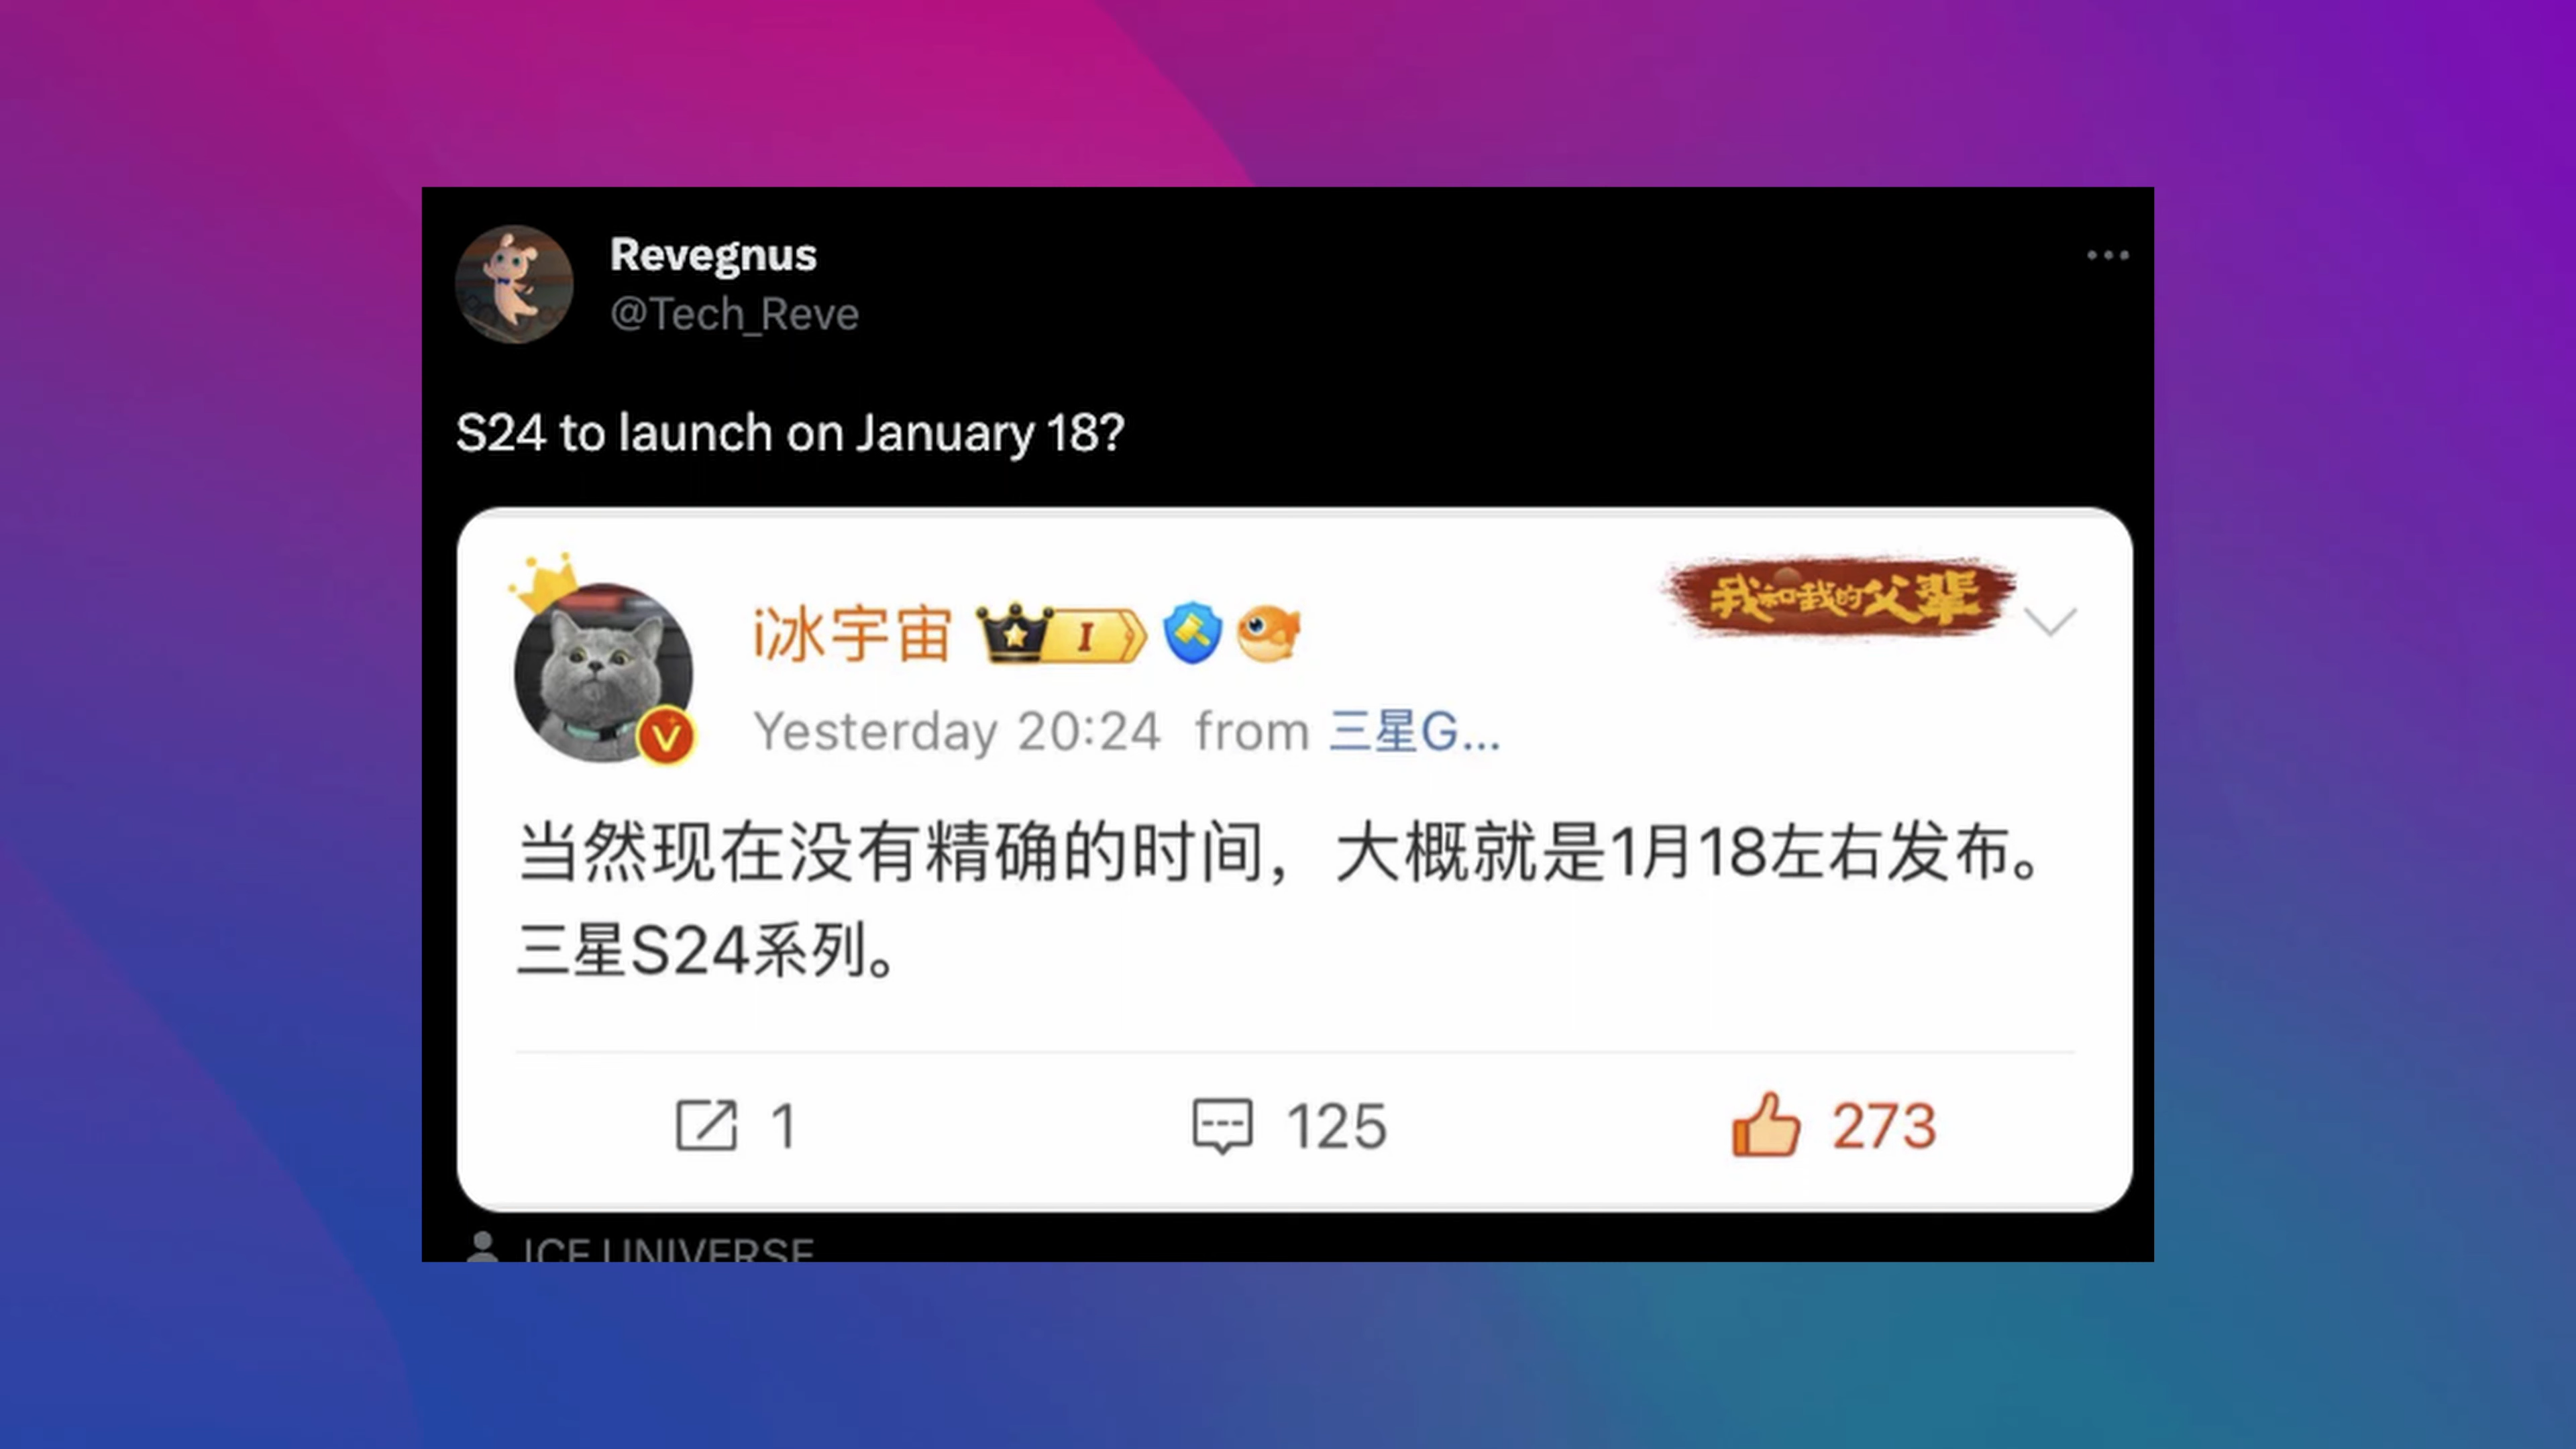 Revegnus
@Tech_Reve
S24 to launch on January 18?
我和我的父辈
i冰宇宙 I
V
Yesterday 20:24 from 三星G...
当然现在没有精确的时间，大概就是1月18左右发布。
三星S24系列。
1 125 273
ICE UNIVERSE